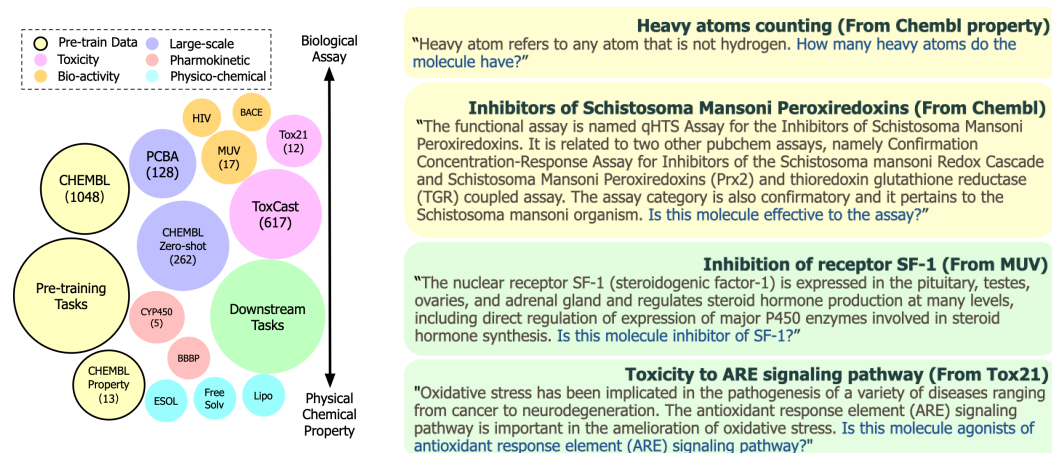 Pre-train Data
Large-scale
Toxicity
Pharmokinetic
Bio-activity
Physico-chemical
Biological
Assay
HIV
BACE
Tox21
(12)
PCBA
(128)
MUV
(17)
CHEMBL
(1048)
ToxCast
(617)
CHEMBL
Zero-shot
(262)
Pre-training
Tasks
CYP450
(5)
Downstream
Tasks
BBBP
CHEMBL
Property
(13)
ESOL
Free
Solv
Lipo
Physical
Chemical
Property
Heavy atoms counting (From Chembl property)
"Heavy atom refers to any atom that is not hydrogen. How many heavy atoms do the
molecule have?"
Inhibitors of Schistosoma Mansoni Peroxiredoxins (From Chembl)
"The functional assay is named qHTS Assay for the Inhibitors of Schistosoma Mansoni
Peroxiredoxins. It is related to two other pubchem assays, namely Confirmation
Concentration-Response Assay for Inhibitors of the Schistosoma mansoni Redox Cascade
and Schistosoma Mansoni Peroxiredoxins (Prx2) and thioredoxin glutathione reductase
(TGR) coupled assay. The assay category is also confirmatory and it pertains to the
Schistosoma mansoni organism. Is this molecule effective to the assay?"
Inhibition of receptor SF-1 (From MUV)
"The nuclear receptor SF-1 (steroidogenic factor-1) is expressed in the pituitary, testes,
ovaries, and adrenal gland and regulates steroid hormone production at many levels,
including direct regulation of expression of major P450 enzymes involved in steroid
hormone synthesis. Is this molecule inhibitor of SF-1?"
Toxicity to ARE signaling pathway (From Tox21)
"Oxidative stress has been implicated in the pathogenesis of a variety of diseases ranging
from cancer to neurodegeneration. The antioxidant response element (ARE) signaling
pathway is important in the amelioration of oxidative stress. Is this molecule agonists of
antioxidant response element (ARE) signaling pathway?"